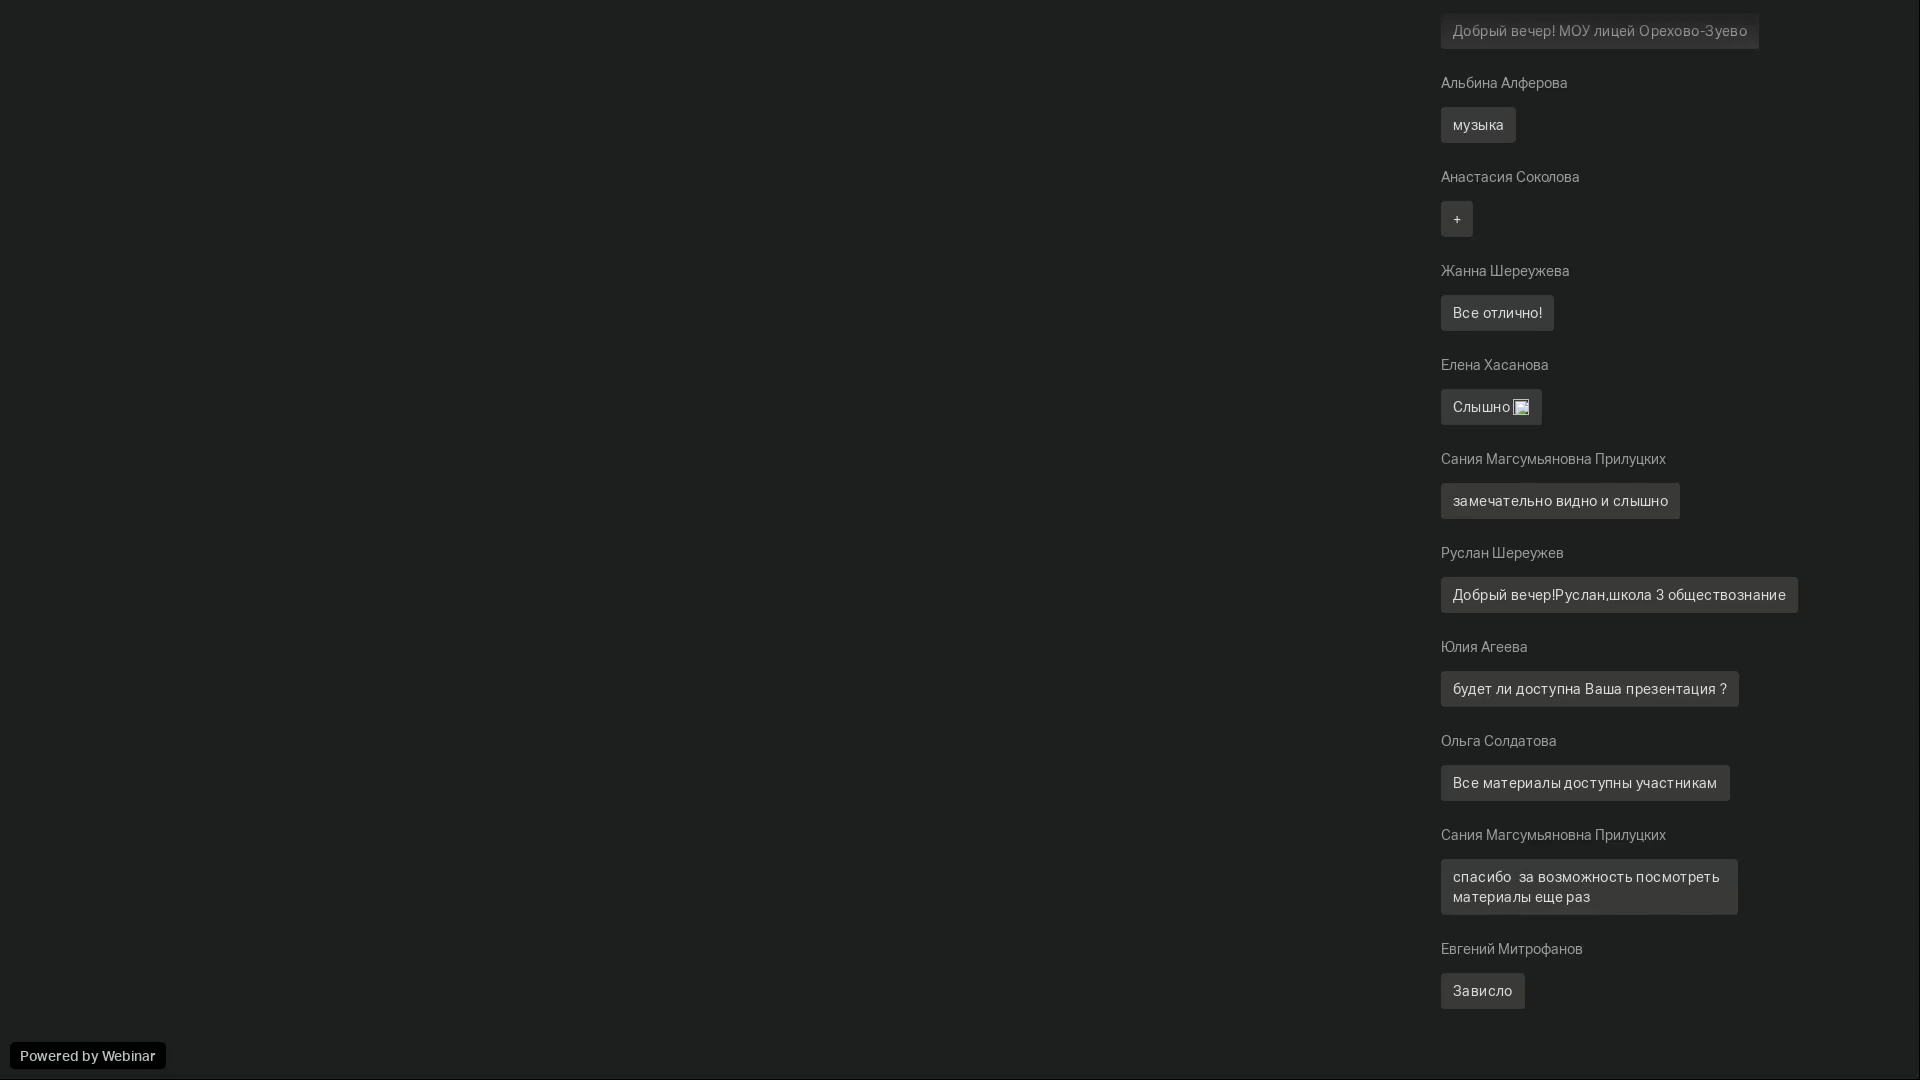 Добрый вечер! МОУ лицей Орехово-Зуево
Альбина Алферова
музыка
Анастасия Соколова
+
Жанна Шереужева
Все отлично!
Елена Хасанова
Слышно
Сания Магсумьяновна Прилуцких
замечательно видно и слышно
Руслан Шереужев
Добрый вечер!Руслан,школа 3 обществознание
Юлия Агеева
будет ли доступна Ваша презентация ?
Ольга Солдатова
Все материалы доступны участникам
Сания Магсумьяновна Прилуцких
спасибо  за возможность посмотреть
материалы еще раз
Евгений Митрофанов
Зависло
Powered by Webinar